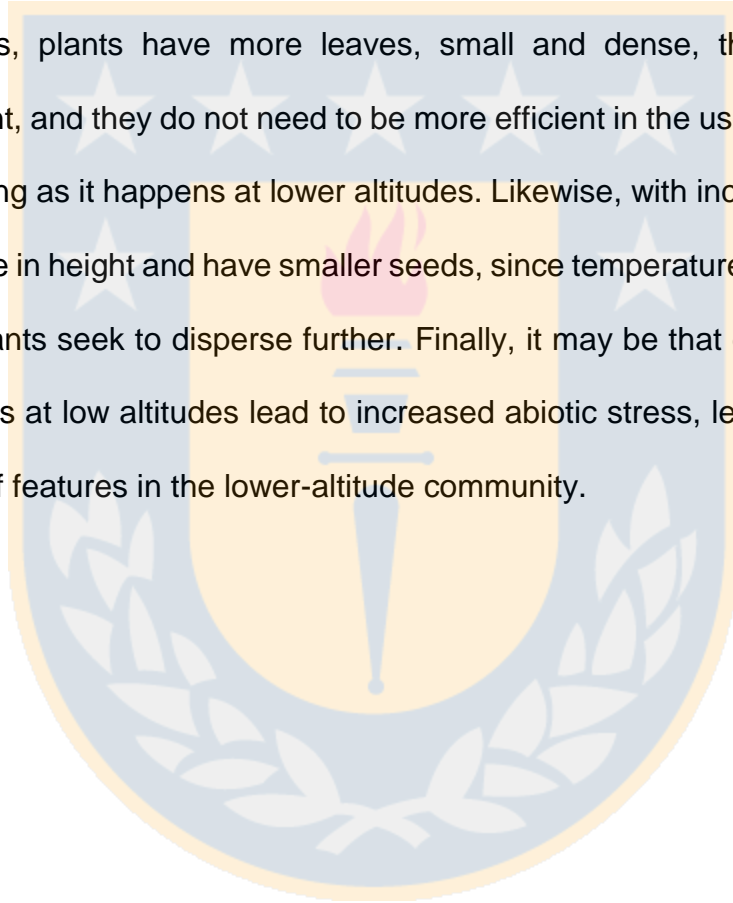 s, plants have more leaves, small and dense, th
t, and they do not need to be more efficient in the us
ng as it happens at lower altitudes. Likewise, with inc
e in height and have smaller seeds, since temperature
ants seek to disperse further. Finally, it may be that
s at low altitudes lead to increased abiotic stress, le
f features in the lower-altitude community.